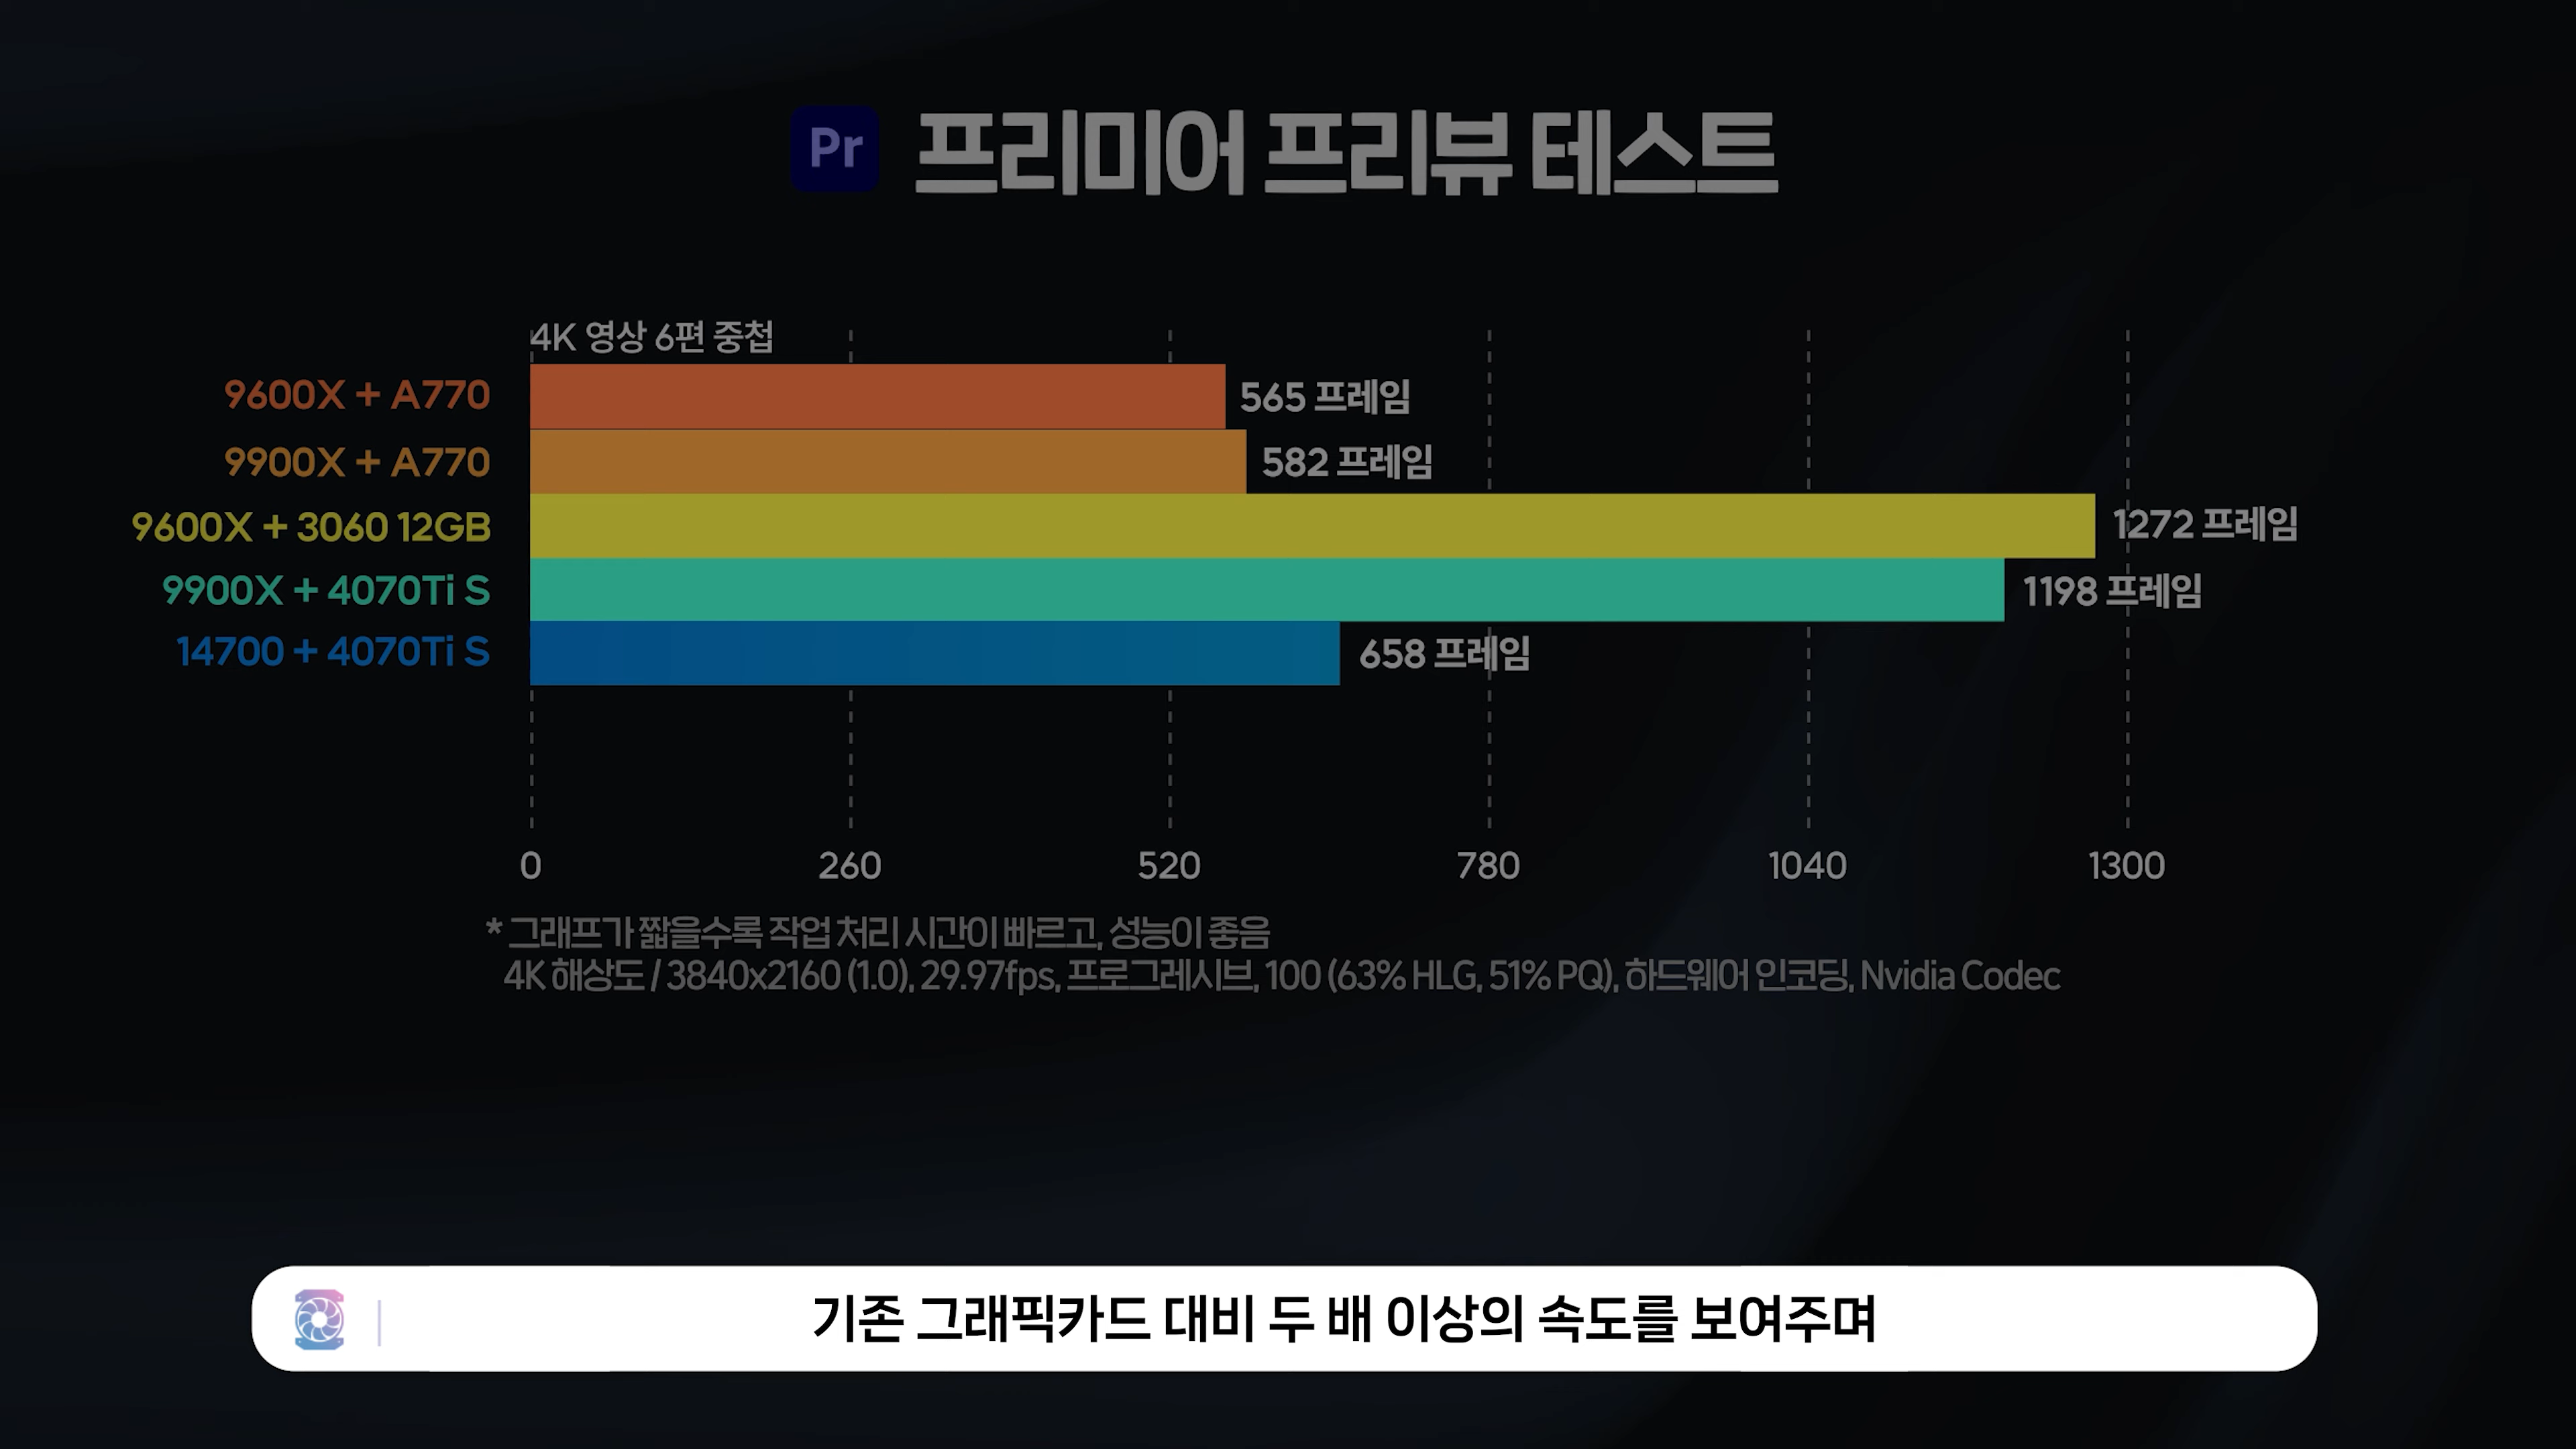 Pr 프리미어 프리뷰 테스트
4K 영상 6편 중첩
9600X + A770 565 프레임
9900X + A770 582 프레임
9600X + 3060 12GB 1272 프레임
9900X + 4070Ti S 1198 프레임
14700 + 4070Ti S 658 프레임
0 260 520 780 1040 1300
* 그래프가 짧을수록 작업 처리 시간이 빠르고, 성능이 좋음
4K 해상도 / 3840x2160 (1.0), 29.97fps, 프로그레시브, 100 (63% HLG, 51% PQ), 하드웨어 인코딩, Nvidia Codec
기존 그래픽카드 대비 두 배 이상의 속도를 보여주며